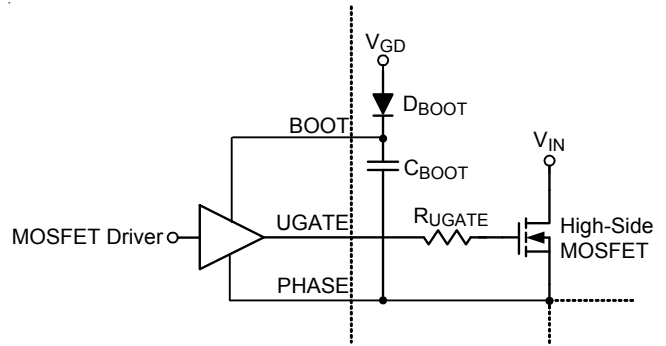 VGD
DBOOT
BOOT
VIN
CBOOT
MOSFET Driver
UGATE
RUGATE
High-Side
MOSFET
PHASE